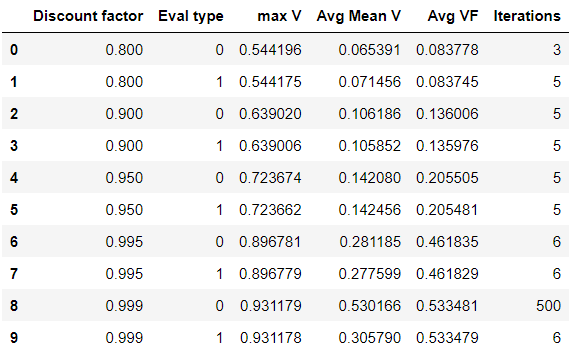 Discount factor Eval type max V Avg Mean V Avg VF Iterations
0 0.800 0 0.544196 0.065391 0.083778 3
1 0.800 1 0.544175 0.071456 0.083745 5
2 0.900 0 0.639020 0.106186 0.136006 5
3 0.900 1 0.639006 0.105852 0.135976 5
4 0.950 0 0.723674 0.142080 0.205505 5
5 0.950 1 0.723662 0.142456 0.205481 5
6 0.995 0 0.896781 0.281185 0.461835 6
7 0.995 1 0.896779 0.277599 0.461829 6
8 0.999 0 0.931179 0.530166 0.533481 500
9 0.999 1 0.931178 0.305790 0.533479 6